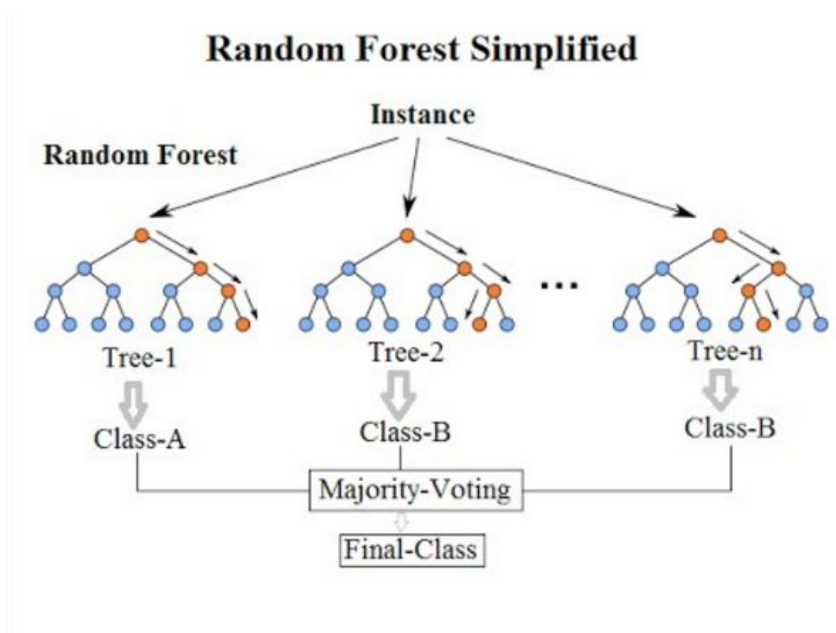 Random Forest Simplified
Instance
Random Forest
...
Tree-1
Tree-2
Tree-n
Class-A
Class-B
Class-B
Majority-Voting
Final-Class